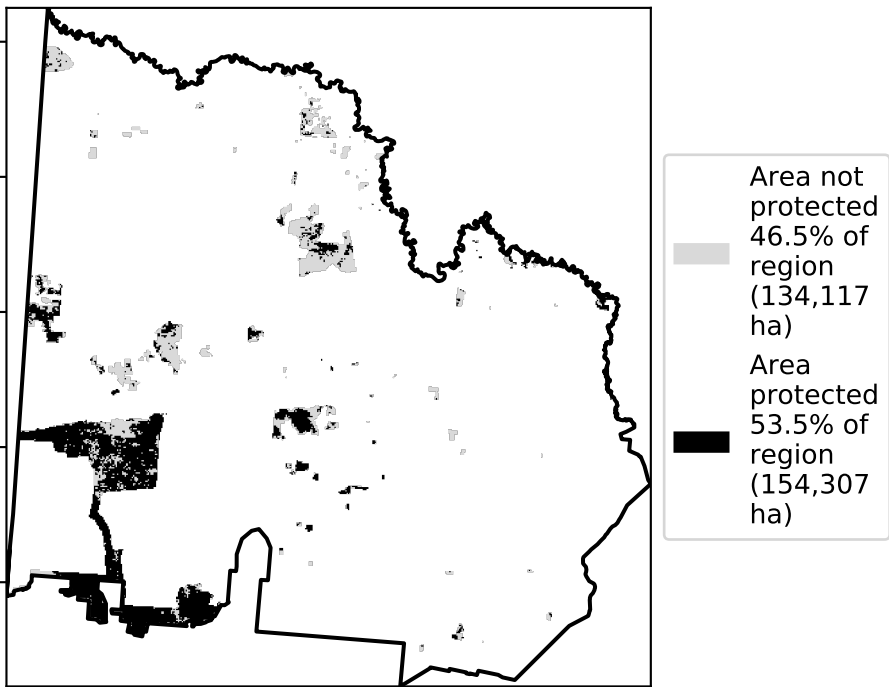 Area not
protected
46.5% of
region
(134,117
ha)
Area
protected
53.5% of
region
(154,307
ha)